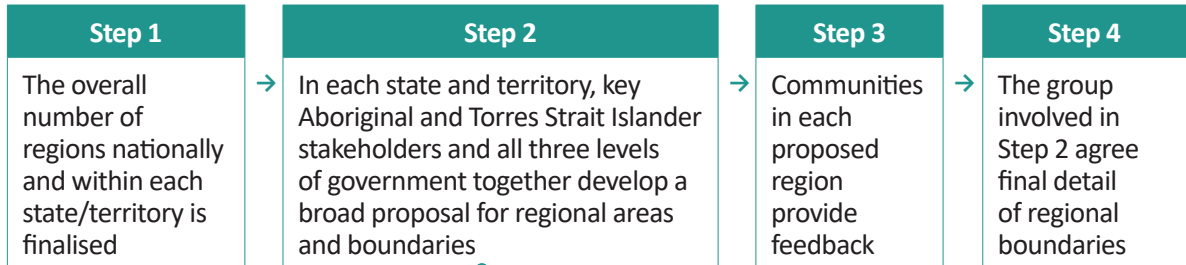 Step 1
The overall
number of
regions nationally
and within each
state/territory is
finalised
Step 2
In each state and territory, key
Aboriginal and Torres Strait Islander
stakeholders and all three levels
of government together develop a
broad proposal for regional areas
and boundaries
Step 3
Communities
in each
proposed
region
provide
feedback
Step 4
The group
involved in
Step 2 agree
final detail
of regional
boundaries